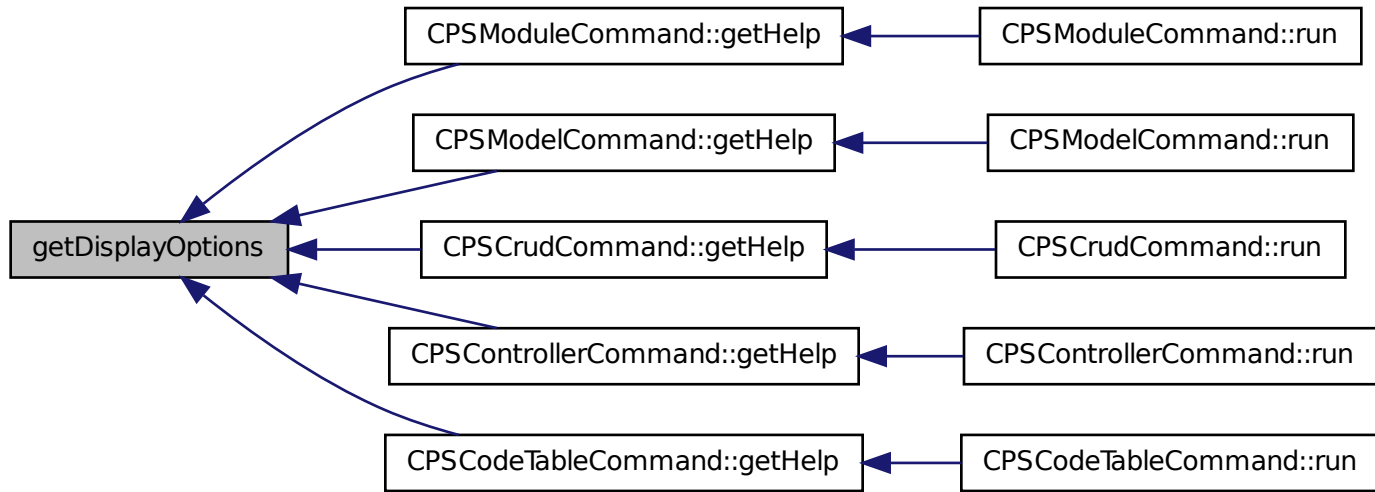 CPSModuleCommand::getHelp
CPSModuleCommand::run
CPSModelCommand::getHelp
CPSModelCommand::run
getDisplayOptions
CPSCrudCommand::getHelp
CPSCrudCommand::run
CPSControllerCommand::getHelp
CPSControllerCommand::run
CPSCodeTableCommand::getHelp
CPSCodeTableCommand::run